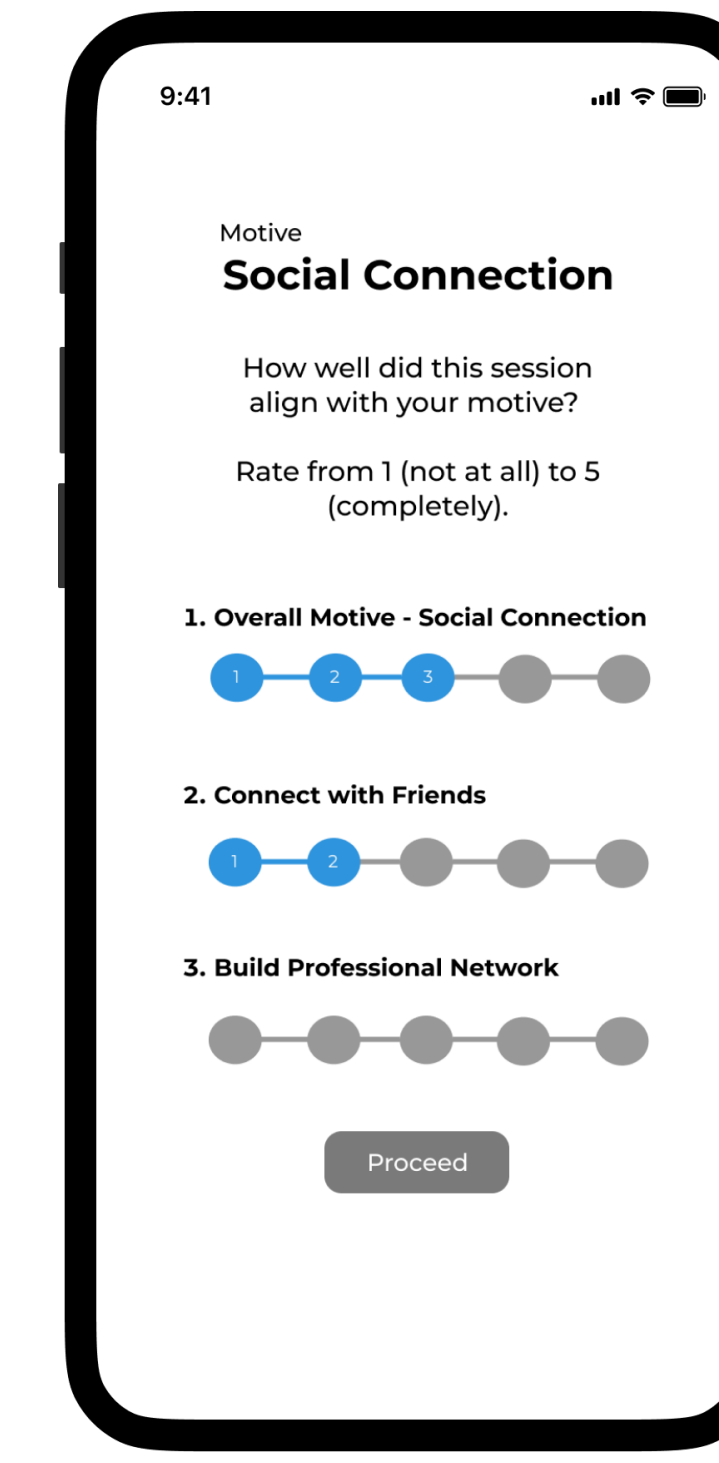 9:41
Motive
Social Connection
How well did this session
align with your motive?
Rate from 1 (not at all) to 5
(completely).
1. Overall Motive - Social Connection
1 2 3
2. Connect with Friends
1 2
3. Build Professional Network
Proceed